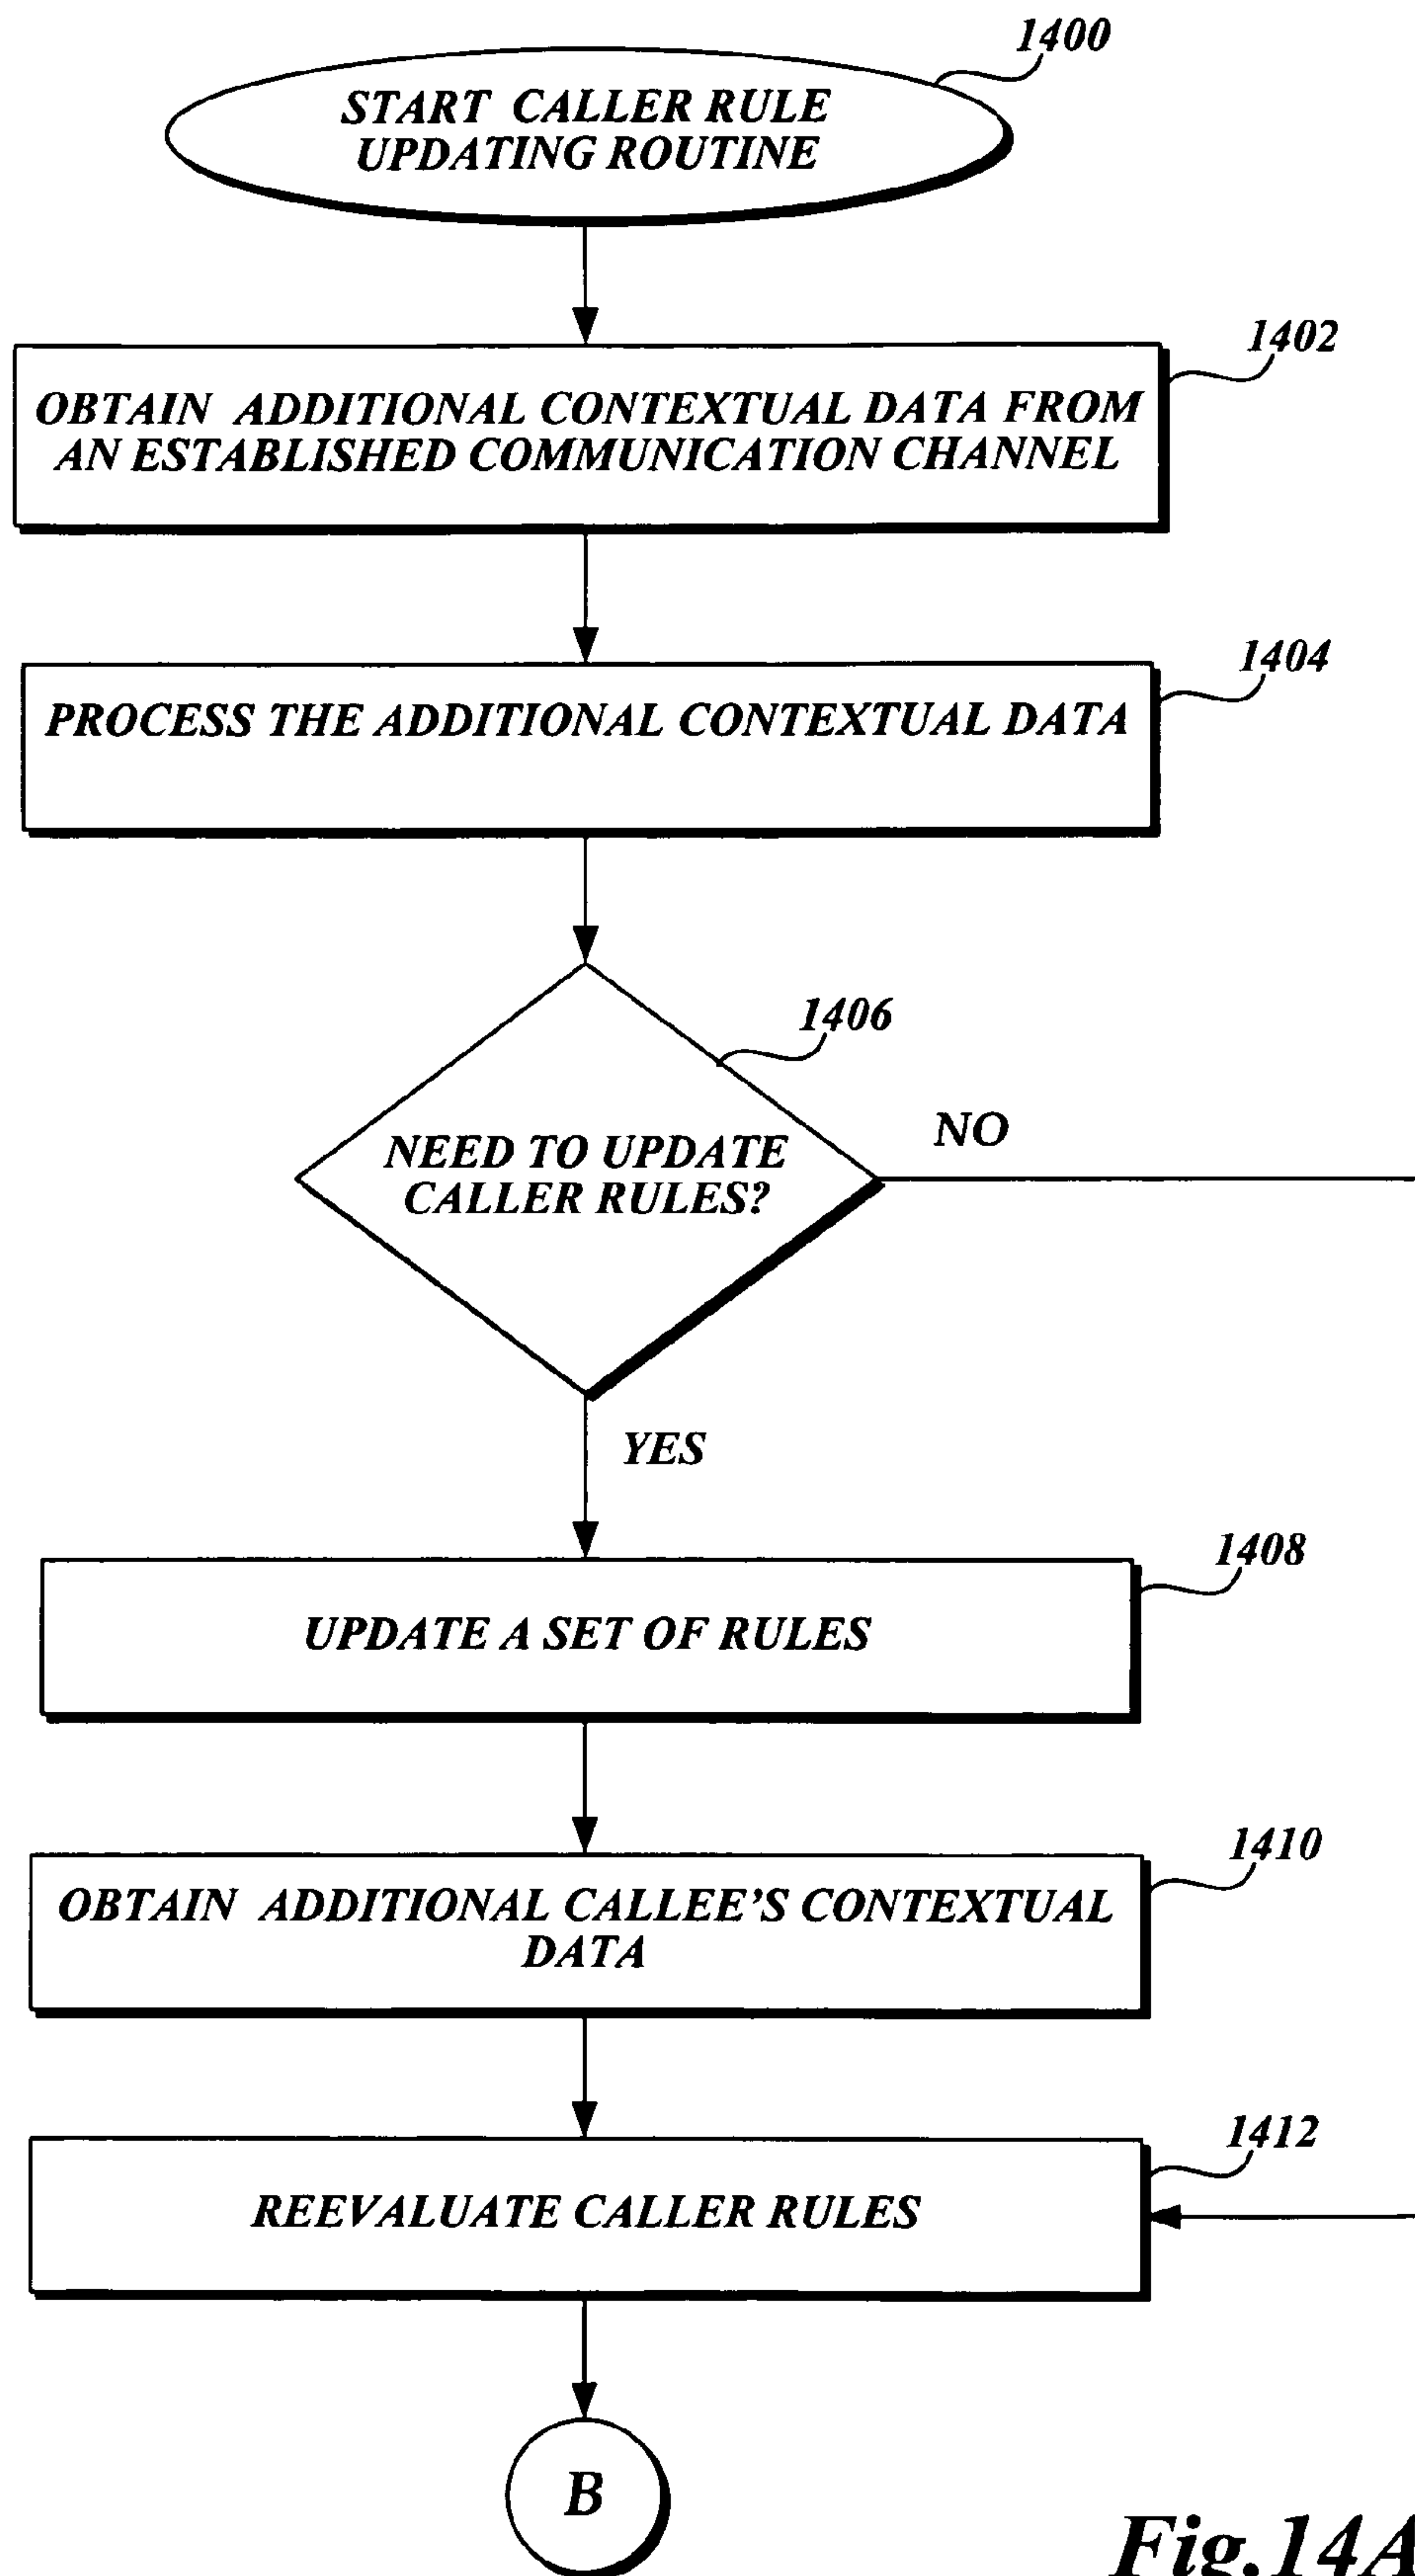 1400
START CALLER RULE
UPDATING ROUTINE
1402
OBTAIN ADDITIONAL CONTEXTUAL DATA FROM
AN ESTABLISHED COMMUNICATION CHANNEL
1404
PROCESS THE ADDITIONAL CONTEXTUAL DATA
1406
NEED TO UPDATE
CALLER RULES?
NO
YES
1408
UPDATE A SET OF RULES
1410
OBTAIN ADDITIONAL CALLEE'S CONTEXTUAL
DATA
1412
REEVALUATE CALLER RULES
B
Fig.14A